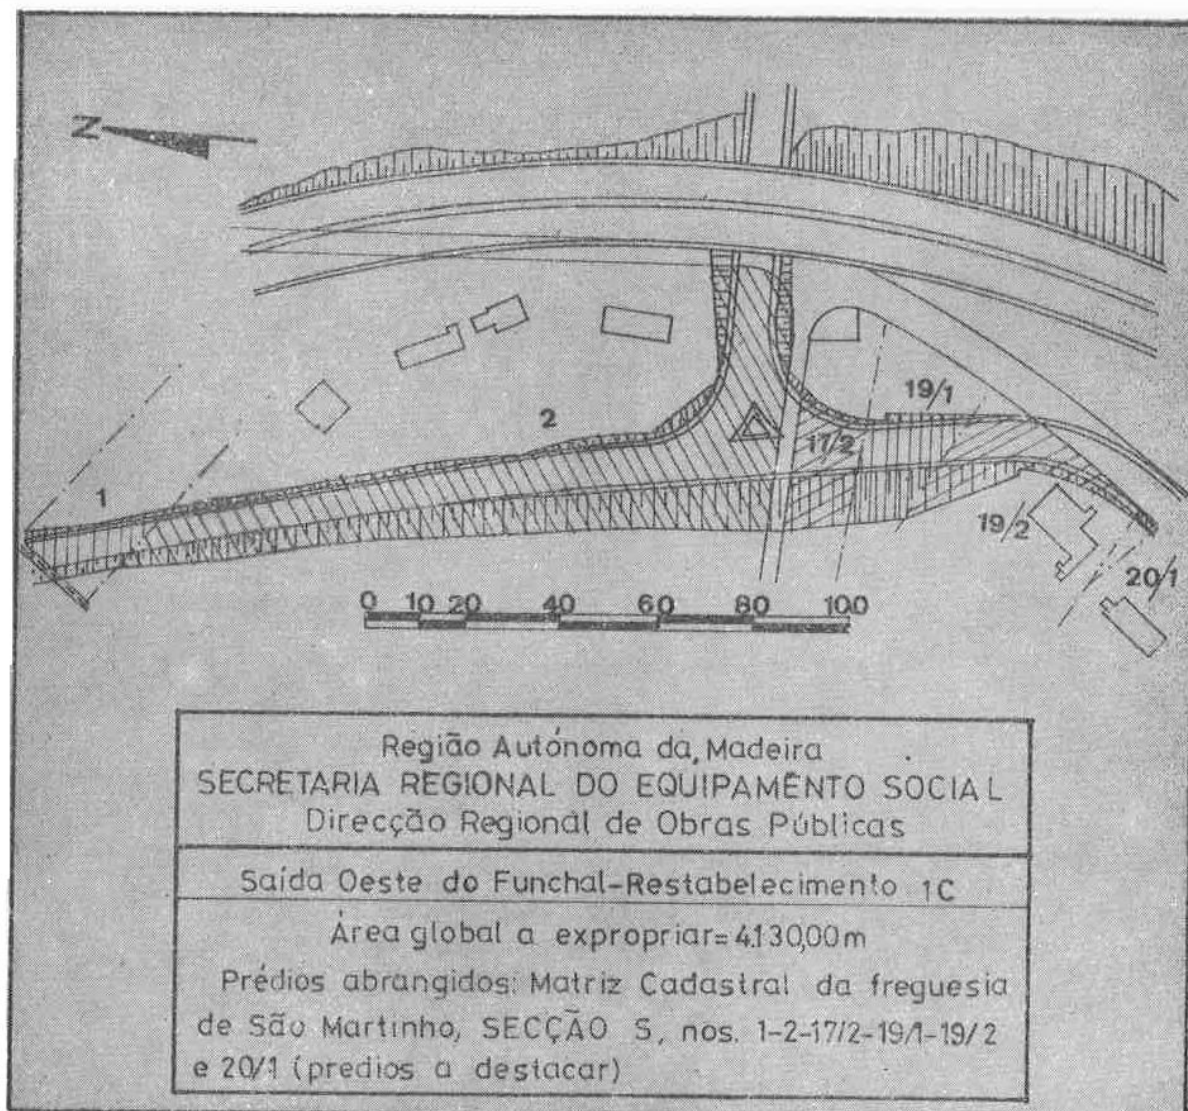 N
19/1
2
17/2
1
19/2
20/1
0 10 20 40 60 80 100
Região Autónoma da, Madeira
SECRETARIA REGIONAL DO EQUIPAMENTO SOCIAL
Direcção Regional de Obras Públicas
Saída Oeste do Funchal-Restabelecimento 1C
Área global a expropriar=4.130,00m
Prédios abrangidos: Matriz Cadastral da freguesia
de São Martinho, SECÇÃO S, nos. 1-2-17/2-19/1-19/2
e 20/1 (predios a destacar)